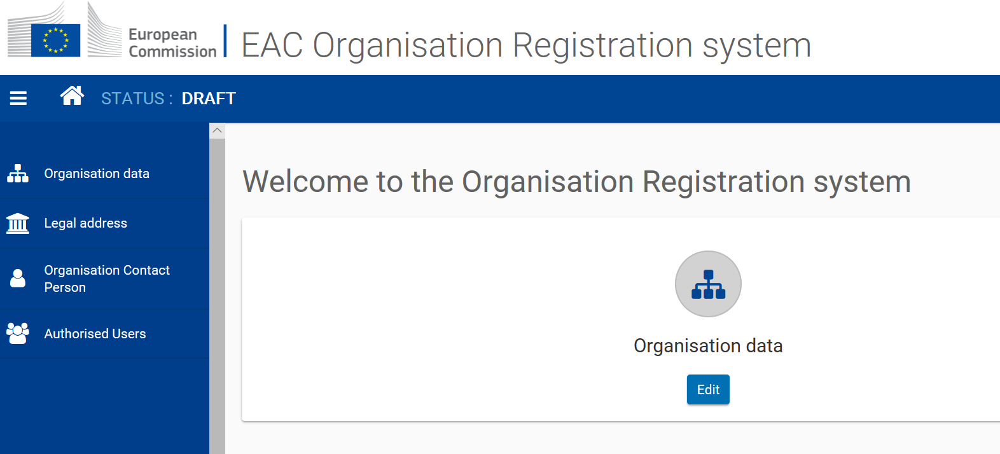 European
Commission
EAC Organisation Registration system
STATUS : DRAFT
Organisation data
Legal address
Organisation Contact
Person
Authorised Users
Welcome to the Organisation Registration system
Organisation data
Edit